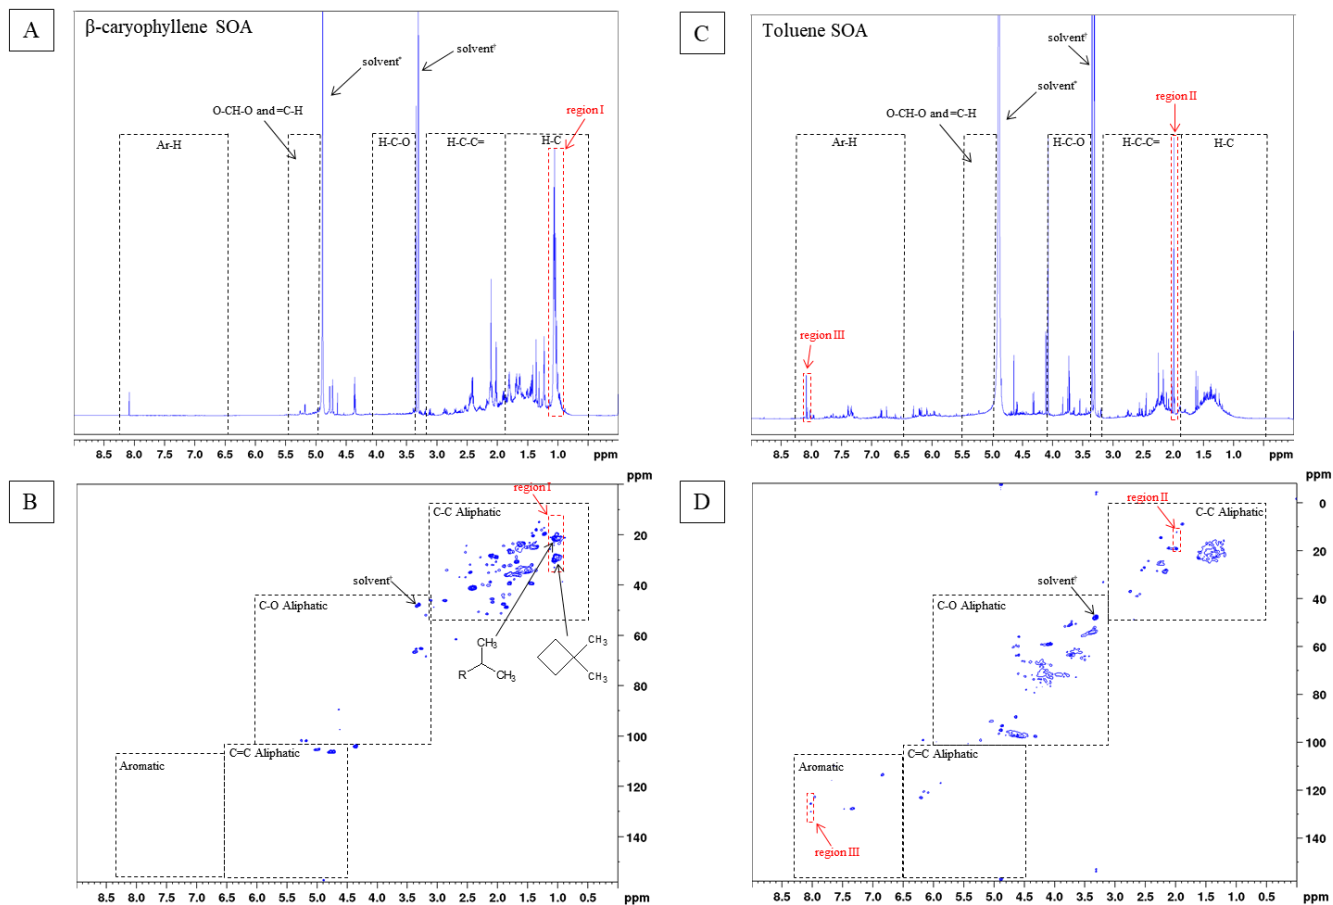 A
β-caryophyllene SOA
solvent*
solvent*
region I
O-CH-O and =C-H
Ar-H
H-C-O
H-C-C=
H-C
8.5 8.0 7.5 7.0 6.5 6.0 5.5 5.0 4.5 4.0 3.5 3.0 2.5 2.0 1.5 1.0 0.5 ppm
C
Toluene SOA
solvent*
solvent*
region II
O-CH-O and =C-H
Ar-H
H-C-O
H-C-C=
H-C
region III
8.5 8.0 7.5 7.0 6.5 6.0 5.5 5.0 4.5 4.0 3.5 3.0 2.5 2.0 1.5 1.0 0.5 ppm
B
ppm
region I
C-C Aliphatic
20
40
60
80
100
120
140
solvent*
C-O Aliphatic
CH3
R
CH3
CH3
CH3
C=C Aliphatic
Aromatic
8.5 8.0 7.5 7.0 6.5 6.0 5.5 5.0 4.5 4.0 3.5 3.0 2.5 2.0 1.5 1.0 0.5 ppm
D
ppm
region II
C-C Aliphatic
0
20
40
60
80
100
120
140
solvent*
C-O Aliphatic
C=C Aliphatic
Aromatic
region III
8.5 8.0 7.5 7.0 6.5 6.0 5.5 5.0 4.5 4.0 3.5 3.0 2.5 2.0 1.5 1.0 0.5 ppm